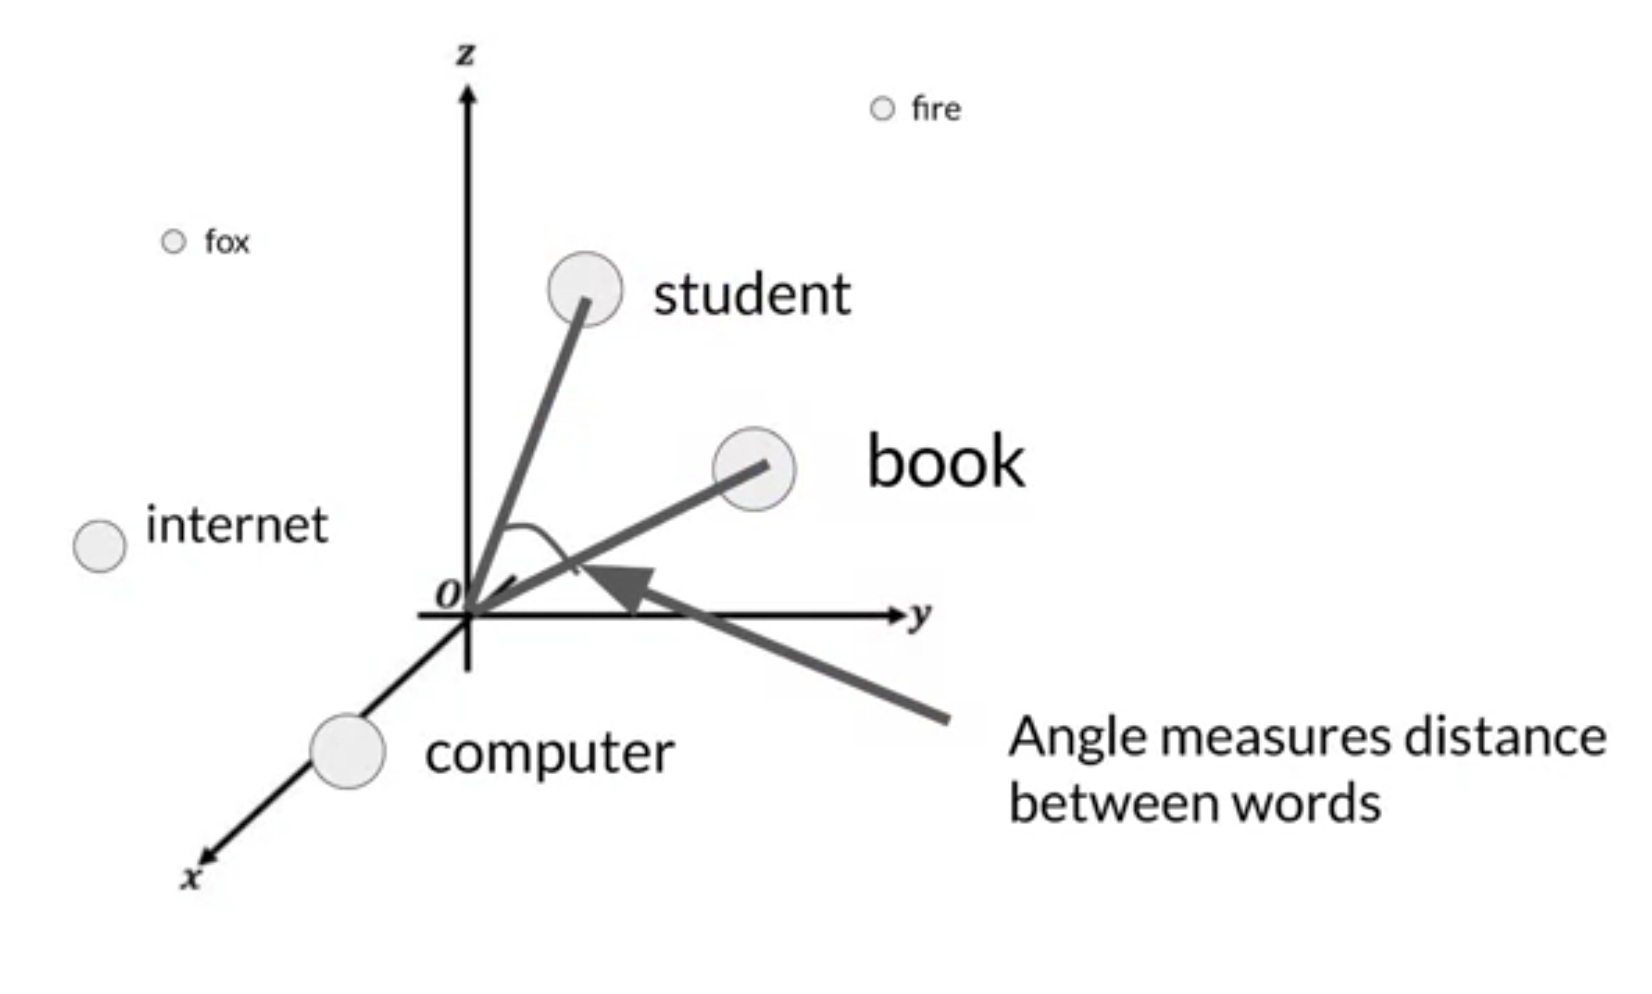 z
fire
fox
student
book
internet
O
y
computer
Angle measures distance
between words
x